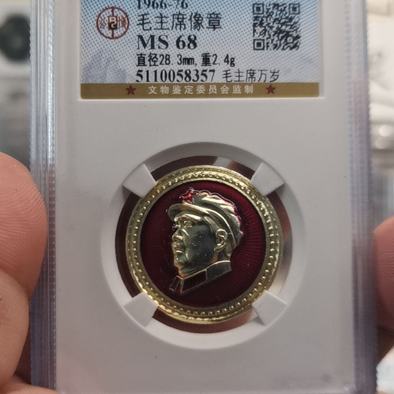 1966-76
毛主席像章
MS 68
直径28.3mm,重2.4g
5110058357 毛主席万岁
★ 文物鉴定委员会监制 ★